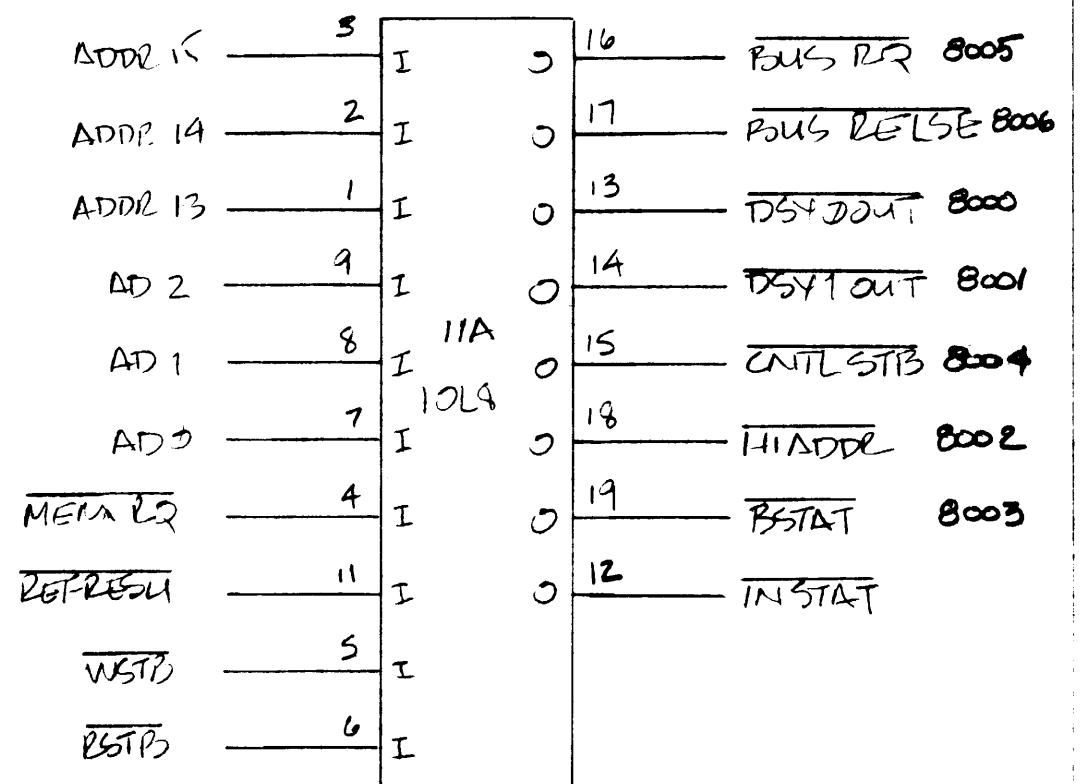 ADDR 15 3 I O 16 BUS RQ 8005
ADDR 14 2 I O 17 BUS RELSE 8006
ADDR 13 1 I O 13 DSY0OUT 8000
AD 2 9 I O 14 DSY1OUT 8001
AD 1 8 I 11A O 15 CNTL STB 8004
10L8
AD 0 7 I O 18 HIADDR 8002
MEM RQ 4 I O 19 BSTAT 8003
REFRESH 11 I O 12 INSTAT
WSTB 5 I
RSTB 6 I